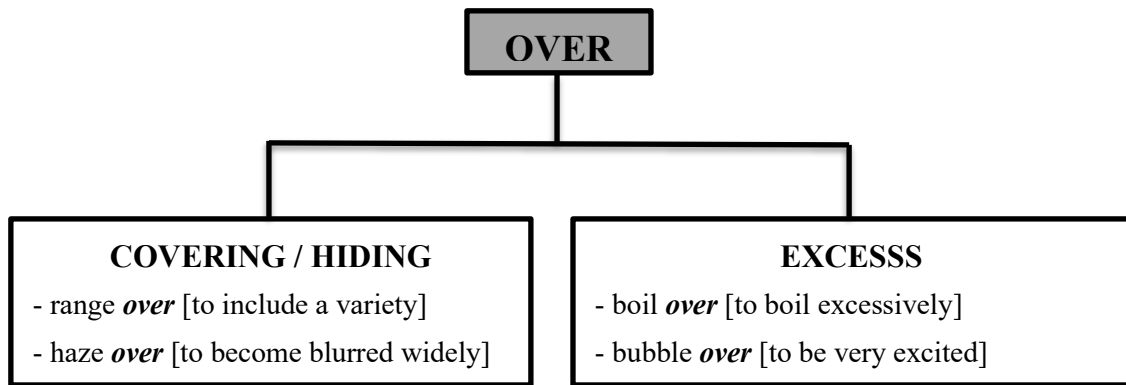 OVER
COVERING / HIDING
- range over [to include a variety]
- haze over [to become blurred widely]
EXCESSS
- boil over [to boil excessively]
- bubble over [to be very excited]